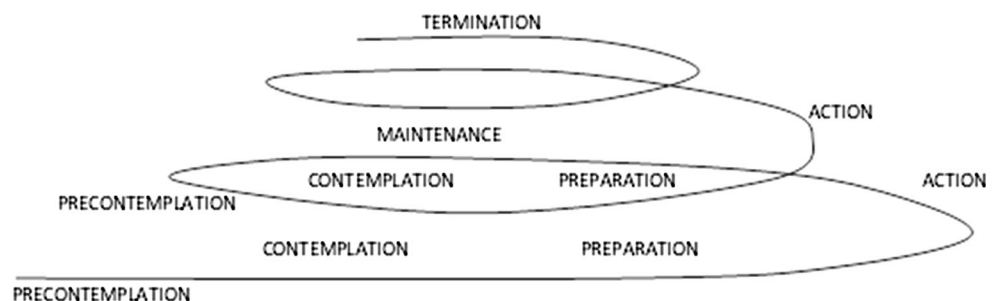 TERMINATION
ACTION
MAINTENANCE
CONTEMPLATION PREPARATION ACTION
PRECONTEMPLATION
CONTEMPLATION PREPARATION
PRECONTEMPLATION